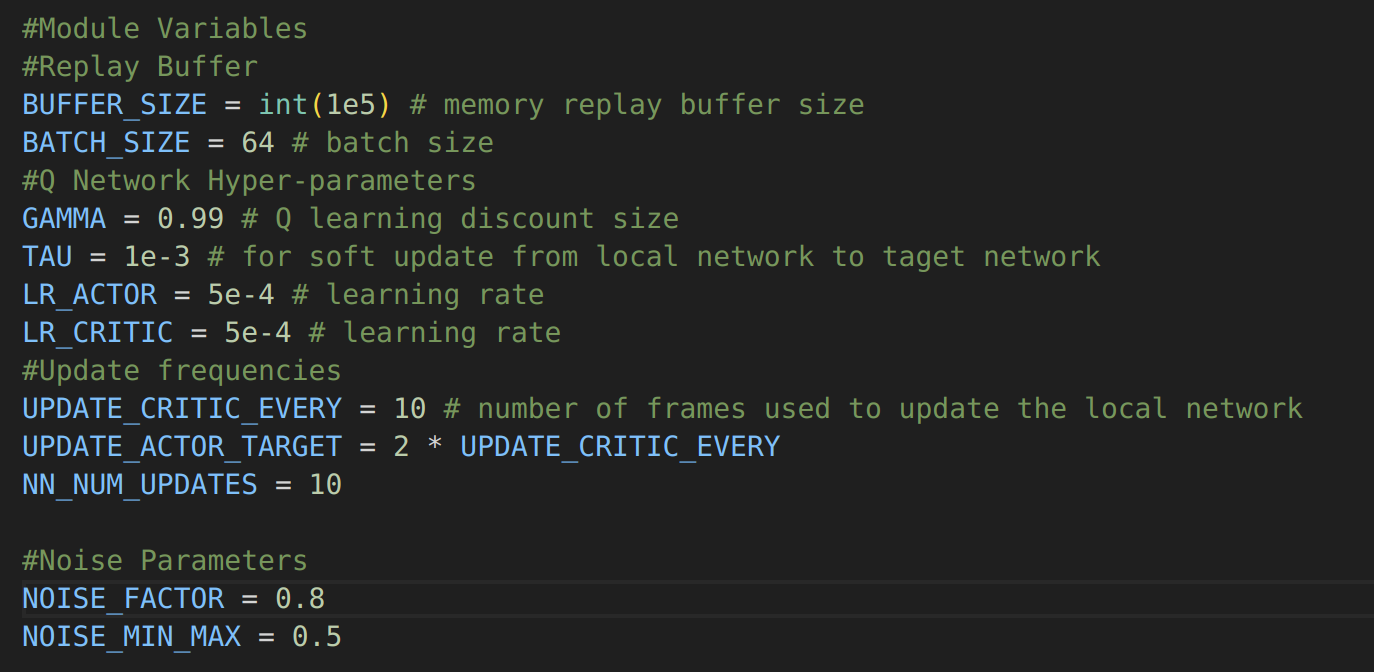 #Module Variables
#Replay Buffer
BUFFER_SIZE = int(1e5) # memory replay buffer size
BATCH_SIZE = 64 # batch size
#Q Network Hyper-parameters
GAMMA = 0.99 # Q learning discount size
TAU = 1e-3 # for soft update from local network to taget network
LR_ACTOR = 5e-4 # learning rate
LR_CRITIC = 5e-4 # learning rate
#Update frequencies
UPDATE_CRITIC_EVERY = 10 # number of frames used to update the local network
UPDATE_ACTOR_TARGET = 2 * UPDATE_CRITIC_EVERY
NN_NUM_UPDATES = 10
#Noise Parameters
NOISE_FACTOR = 0.8
NOISE_MIN_MAX = 0.5